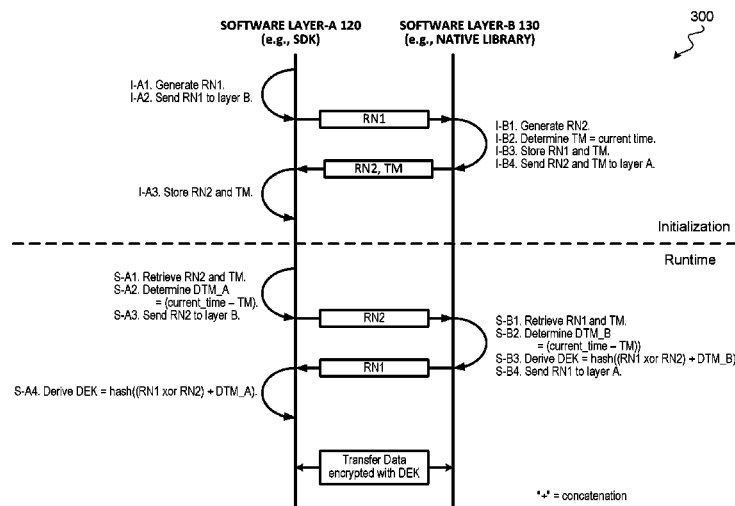 300
SOFTWARE LAYER-A 120
(e.g., SDK)
SOFTWARE LAYER-B 130
(e.g., NATIVE LIBRARY)
I-A1. Generate RN1.
I-A2. Send RN1 to layer B.
RN1
I-B1. Generate RN2.
I-B2. Determine TM = current time.
I-B3. Store RN1 and TM.
I-B4. Send RN2 and TM to layer A.
RN2, TM
I-A3. Store RN2 and TM.
Initialization
Runtime
S-A1. Retrieve RN2 and TM.
S-A2. Determine DTM_A
= (current_time – TM).
S-A3. Send RN2 to layer B.
RN2
S-B1. Retrieve RN1 and TM.
S-B2. Determine DTM_B
= (current_time – TM))
S-B3. Derive DEK = hash((RN1 xor RN2) + DTM_B)
S-B4. Send RN1 to layer A.
RN1
S-A4. Derive DEK = hash((RN1 xor RN2) + DTM_A).
Transfer Data
encrypted with DEK
"+" = concatenation